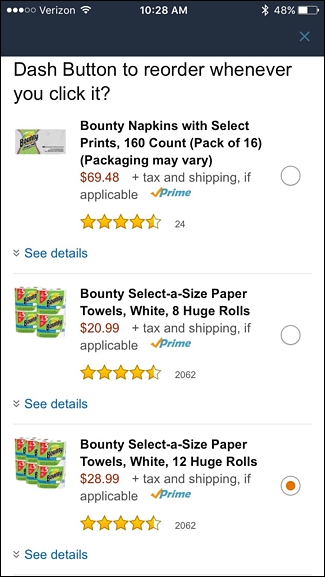 Verizon 10:28 AM 48%
Dash Button to reorder whenever
you click it?
Bounty Napkins with Select
Prints, 160 Count (Pack of 16)
(Packaging may vary)
$69.48 + tax and shipping, if
applicable Prime
24
See details
Bounty Select-a-Size Paper
Towels, White, 8 Huge Rolls
$20.99 + tax and shipping, if
applicable Prime
2062
See details
Bounty Select-a-Size Paper
Towels, White, 12 Huge Rolls
$28.99 + tax and shipping, if
applicable Prime
2062
See details